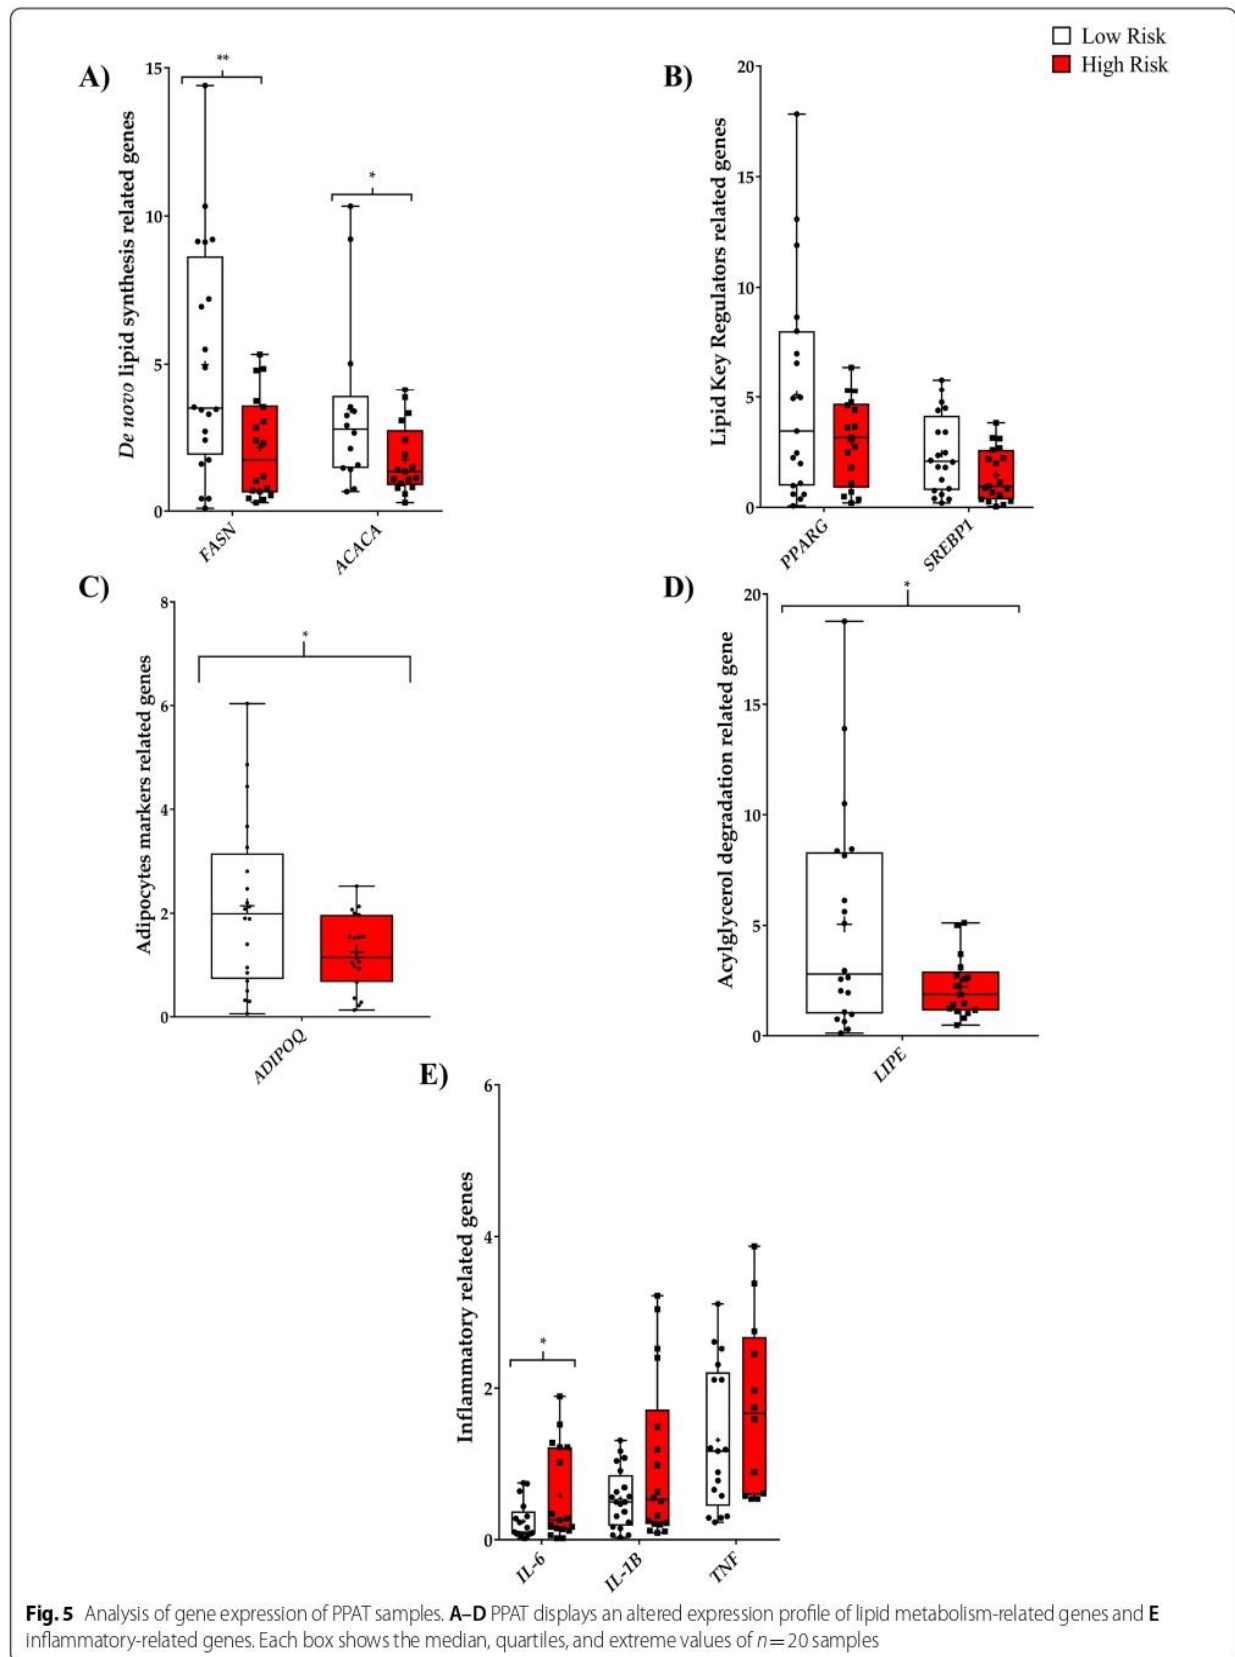 Low Risk
High Risk
A)
**
*
De novo lipid synthesis related genes
15
10
5
0
FASN
ACACA
B)
Lipid Key Regulators related genes
20
15
10
5
0
PPARG
SREBP1
C)
*
Adipocytes markers related genes
8
6
4
2
0
ADIPOQ
D)
*
Acylglycerol degradation related gene
20
15
10
5
0
LIPE
E)
*
Inflammatory related genes
6
4
2
0
IL-6
IL-1B
TNF
Fig. 5 Analysis of gene expression of PPAT samples. A–D PPAT displays an altered expression profile of lipid metabolism-related genes and E
inflammatory-related genes. Each box shows the median, quartiles, and extreme values of n = 20 samples